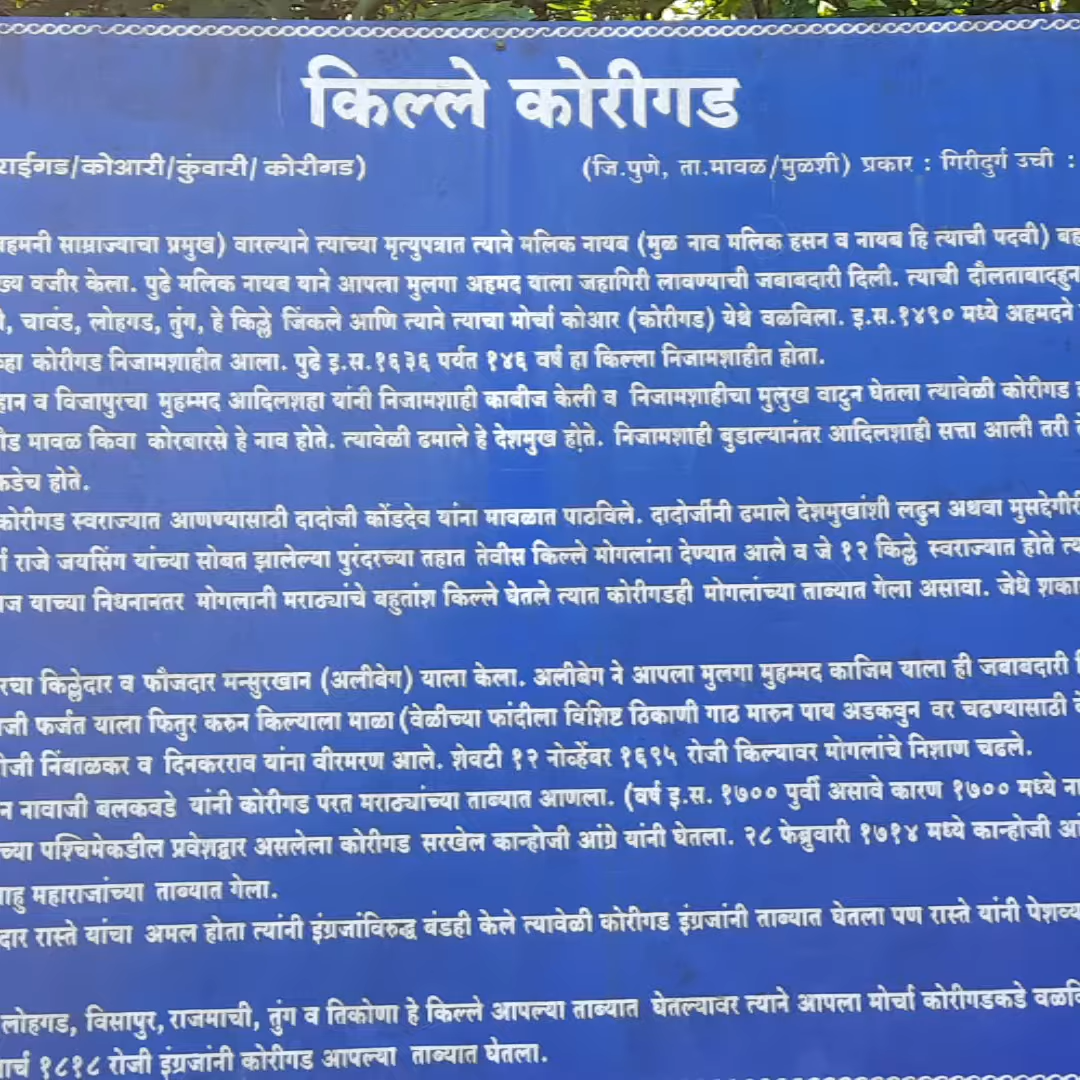 किल्ले कोरीगड
राईगड/कोआरी/कुंवारी/ कोरीगड) (जि.पुणे, ता.मावळ/मुळशी) प्रकार : गिरीदुर्ग उची :
हमनी साम्राज्याचा प्रमुख) वारल्याने त्याच्या मृत्युपत्रात त्याने मलिक नायब (मुळ नाव मलिक हसन व नायब हि त्याची पदवी) बह
ख्य वजीर केला. पुढे मलिक नायब याने आपला मुलगा अहमद याला जहागिरी लावण्याची जबाबदारी दिली. त्याची दौलताबादहुन
, चावंड, लोहगड, तुंग, हे किल्ले जिंकले आणि त्याने त्याचा मोर्चा कोआर (कोरीगड) येथे वळविला. इ.स.१४९० मध्ये अहमदने
हा कोरीगड निजामशाहीत आला. पुढे इ.स.१६३६ पर्यत १४६ वर्ष हा किल्ला निजामशाहीत होता.
हान व विजापुरचा मुहम्मद आदिलशहा यांनी निजामशाही काबीज केली व निजामशाहीचा मुलुख वाटुन घेतला त्यावेळी कोरीगड
ौड मावळ किवा कोरबारसे हे नाव होते. त्यावेळी ढमाले हे देशमुख होते. निजामशाही बुडाल्यानंतर आदिलशाही सत्ता आली तरी
कडेच होते.
कोरीगड स्वराज्यात आणण्यासाठी दादोजी कोंडदेव यांना मावळात पाठविले. दादोजींनी ढमाले देशमुखांशी लढुन अथवा मुसद्देगीरी
राजे जयसिंग यांच्या सोबत झालेल्या पुरंदरच्या तहात तेवीस किल्ले मोगलांना देण्यात आले व जे १२ किल्ले स्वराज्यात होते त्य
ज याच्या निधनानतर मोगलानी मराठ्यांचे बहुतांश किल्ले घेतले त्यात कोरीगडही मोगलांच्या ताब्यात गेला असावा. जेधे शका
रचा किल्लेदार व फौजदार मन्सुरखान (अलीबेग) याला केला. अलीबेग ने आपला मुलगा मुहम्मद काजिम याला ही जबाबदारी
जी फर्जंत याला फितुर करुन किल्याला माळा (वेळीच्या फांदीला विशिष्ट ठिकाणी गाठ मारुन पाय अडकवुन वर चढण्यासाठी
ोजी निंबाळकर व दिनकरराव यांना वीरमरण आले. शेवटी १२ नोव्हेंबर १६९५ रोजी किल्यावर मोगलांचे निशाण चढले.
न नावाजी बलकवडे यांनी कोरीगड परत मराठ्यांच्या ताब्यात आणला. (वर्ष इ.स. १७०० पुर्वी असावे कारण १७०० मध्ये ना
च्या पश्चिमेकडील प्रवेशद्वार असलेला कोरीगड सरखेल कान्होजी आंग्रे यांनी घेतला. २८ फेब्रुवारी १७१४ मध्ये कान्होजी आं
ाहु महाराजांच्या ताब्यात गेला.
दार रास्ते यांचा अमल होता त्यांनी इंग्रजांविरुद्ध बंडही केले त्यावेळी कोरीगड इंग्रजांनी ताब्यात घेतला पण रास्ते यांनी पेशव्य
लोहगड, विसापुर, राजमाची, तुंग व तिकोणा हे किल्ले आपल्या ताब्यात घेतल्यावर त्याने आपला मोर्चा कोरीगडकडे वळवि
ार्च १८१८ रोजी इंग्रजांनी कोरीगड आपल्या ताब्यात घेतला.